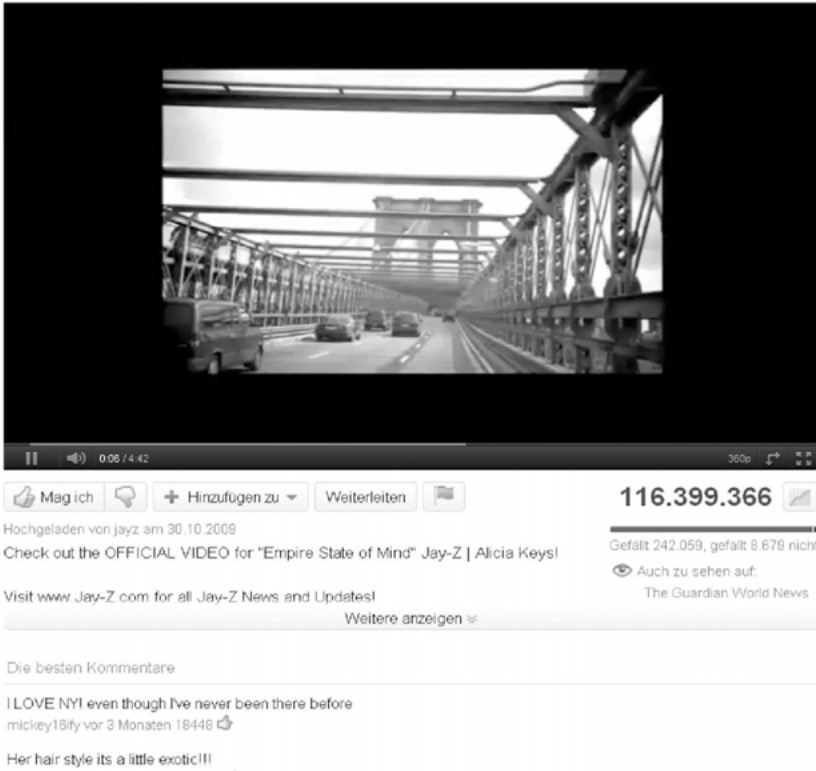 0:06 / 4:42
360p
Mag ich
Hinzufügen zu
Weiterleiten
116.399.366
Hochgeladen von jayz am 30.10.2009
Gefällt 242.059, gefällt 8.679 nicht
Check out the OFFICIAL VIDEO for "Empire State of Mind" Jay-Z | Alicia Keys!
Auch zu sehen auf:
The Guardian World News
Visit www.Jay-Z.com for all Jay-Z News and Updates!
Weitere anzeigen
Die besten Kommentare
I LOVE NY! even though I've never been there before
mickey16ify vor 3 Monaten 18448
Her hair style its a little exotic!!!